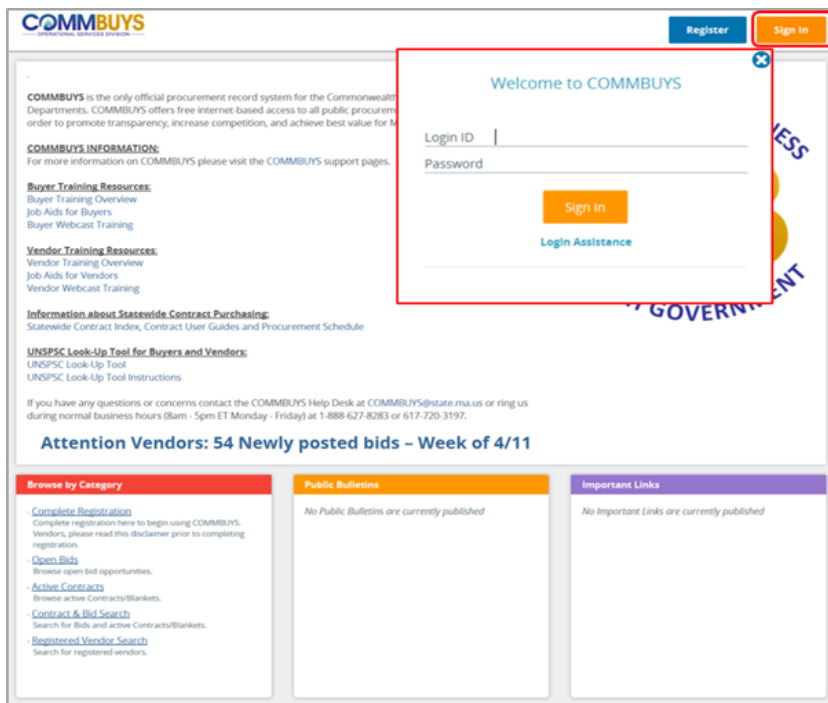 COMMBUYS
OPERATIONAL SERVICES DIVISION
Register
Sign In
Welcome to COMMBUYS
Login ID
Password
Sign In
Login Assistance
COMMBUYS is the only official procurement record system for the Commonwealth
Departments. COMMBUYS offers free internet-based access to all public procurem
order to promote transparency, increase competition, and achieve best value for M
COMMBUYS INFORMATION:
For more information on COMMBUYS please visit the COMMBUYS support pages.
Buyer Training Resources:
Buyer Training Overview
Job Aids for Buyers
Buyer Webcast Training
Vendor Training Resources:
Vendor Training Overview
Job Aids for Vendors
Vendor Webcast Training
Information about Statewide Contract Purchasing:
Statewide Contract Index, Contract User Guides and Procurement Schedule
UNSPSC Look-Up Tool for Buyers and Vendors:
UNSPSC Look-Up Tool
UNSPSC Look-Up Tool Instructions
If you have any questions or concerns contact the COMMBUYS Help Desk at COMMBUYS@state.ma.us or ring us
during normal business hours (8am - 5pm ET Monday - Friday) at 1-888-627-8283 or 617-720-3197.
Attention Vendors: 54 Newly posted bids – Week of 4/11
ESS
GOVERNMENT
Browse by Category
- Complete Registration
Complete registration here to begin using COMMBUYS.
Vendors, please read this disclaimer prior to completing
registration.
- Open Bids
Browse open bid opportunities.
- Active Contracts
Browse active Contracts/Blankets.
- Contract & Bid Search
Search for Bids and active Contracts/Blankets.
- Registered Vendor Search
Search for registered vendors.
Public Bulletins
No Public Bulletins are currently published
Important Links
No Important Links are currently published